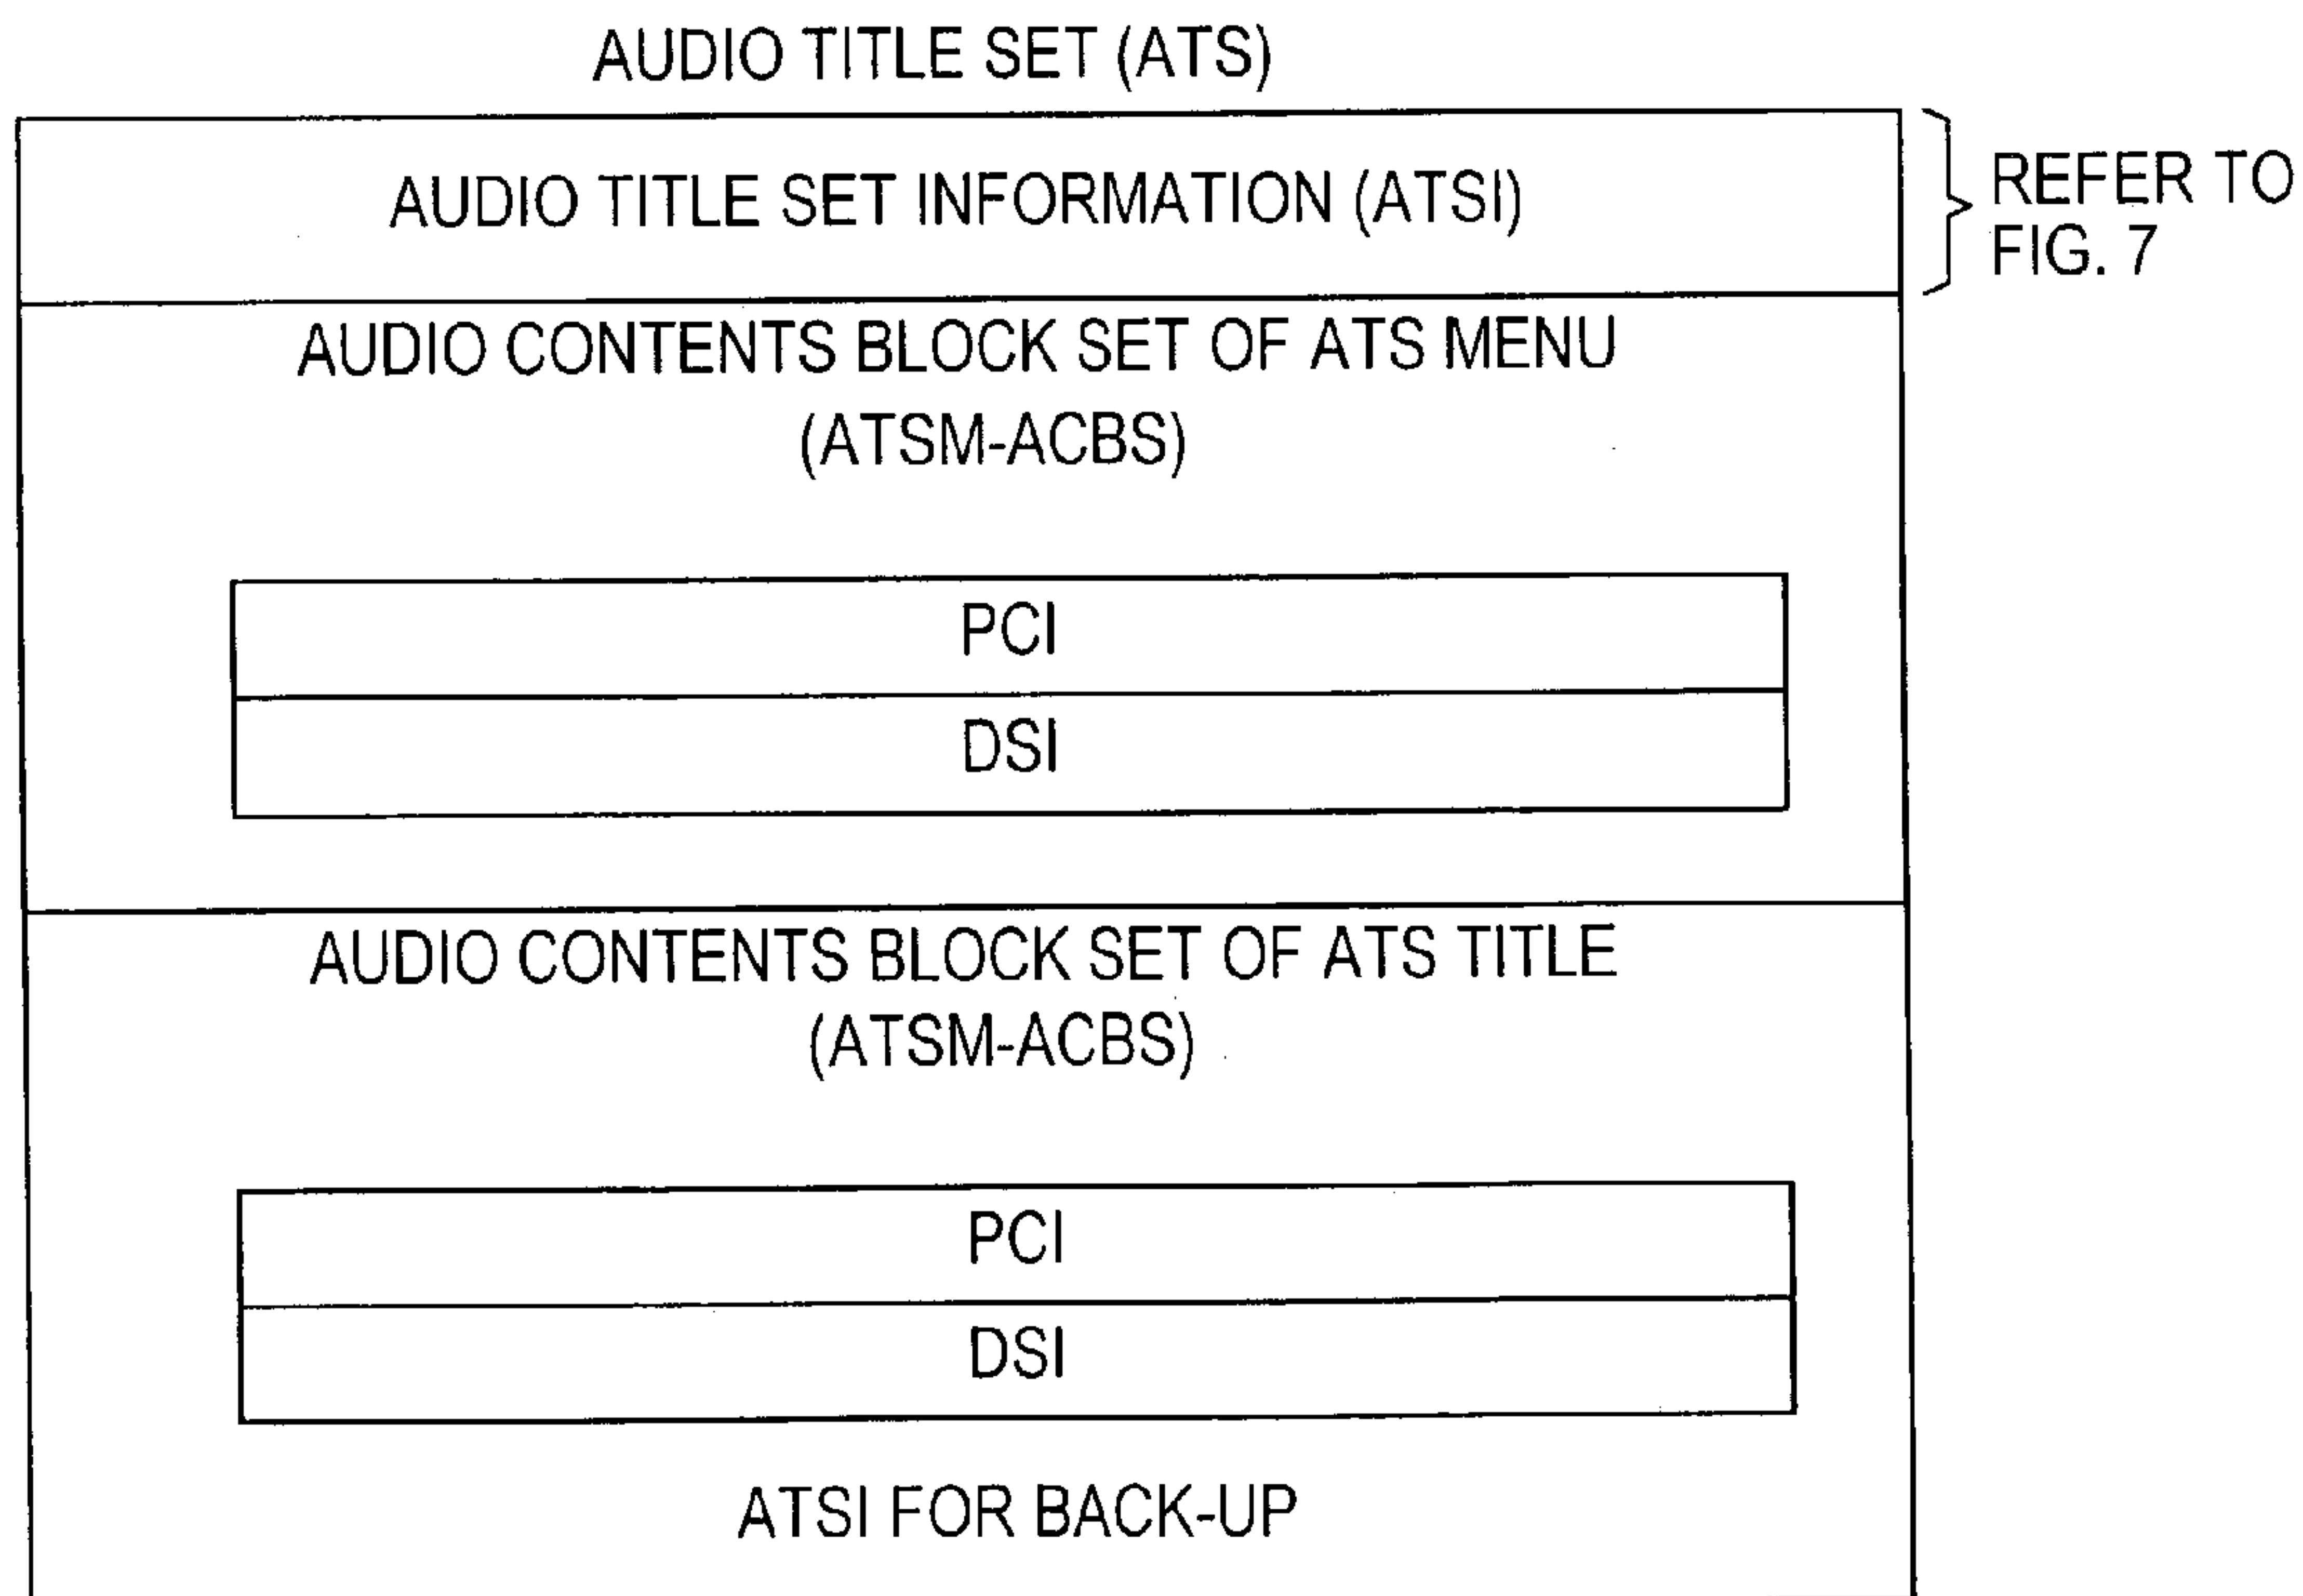 AUDIO TITLE SET (ATS)
AUDIO TITLE SET INFORMATION (ATSI)
REFER TO
FIG. 7
AUDIO CONTENTS BLOCK SET OF ATS MENU
(ATSM-ACBS)
PCI
DSI
AUDIO CONTENTS BLOCK SET OF ATS TITLE
(ATSM-ACBS)
PCI
DSI
ATSI FOR BACK-UP